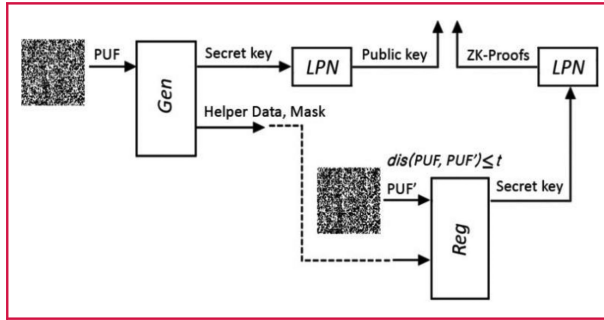 PUF
Gen
Secret key
LPN
Public key
ZK-Proofs
LPN
Helper Data, Mask
dis(PUF, PUF')≤t
PUF'
Reg
Secret key